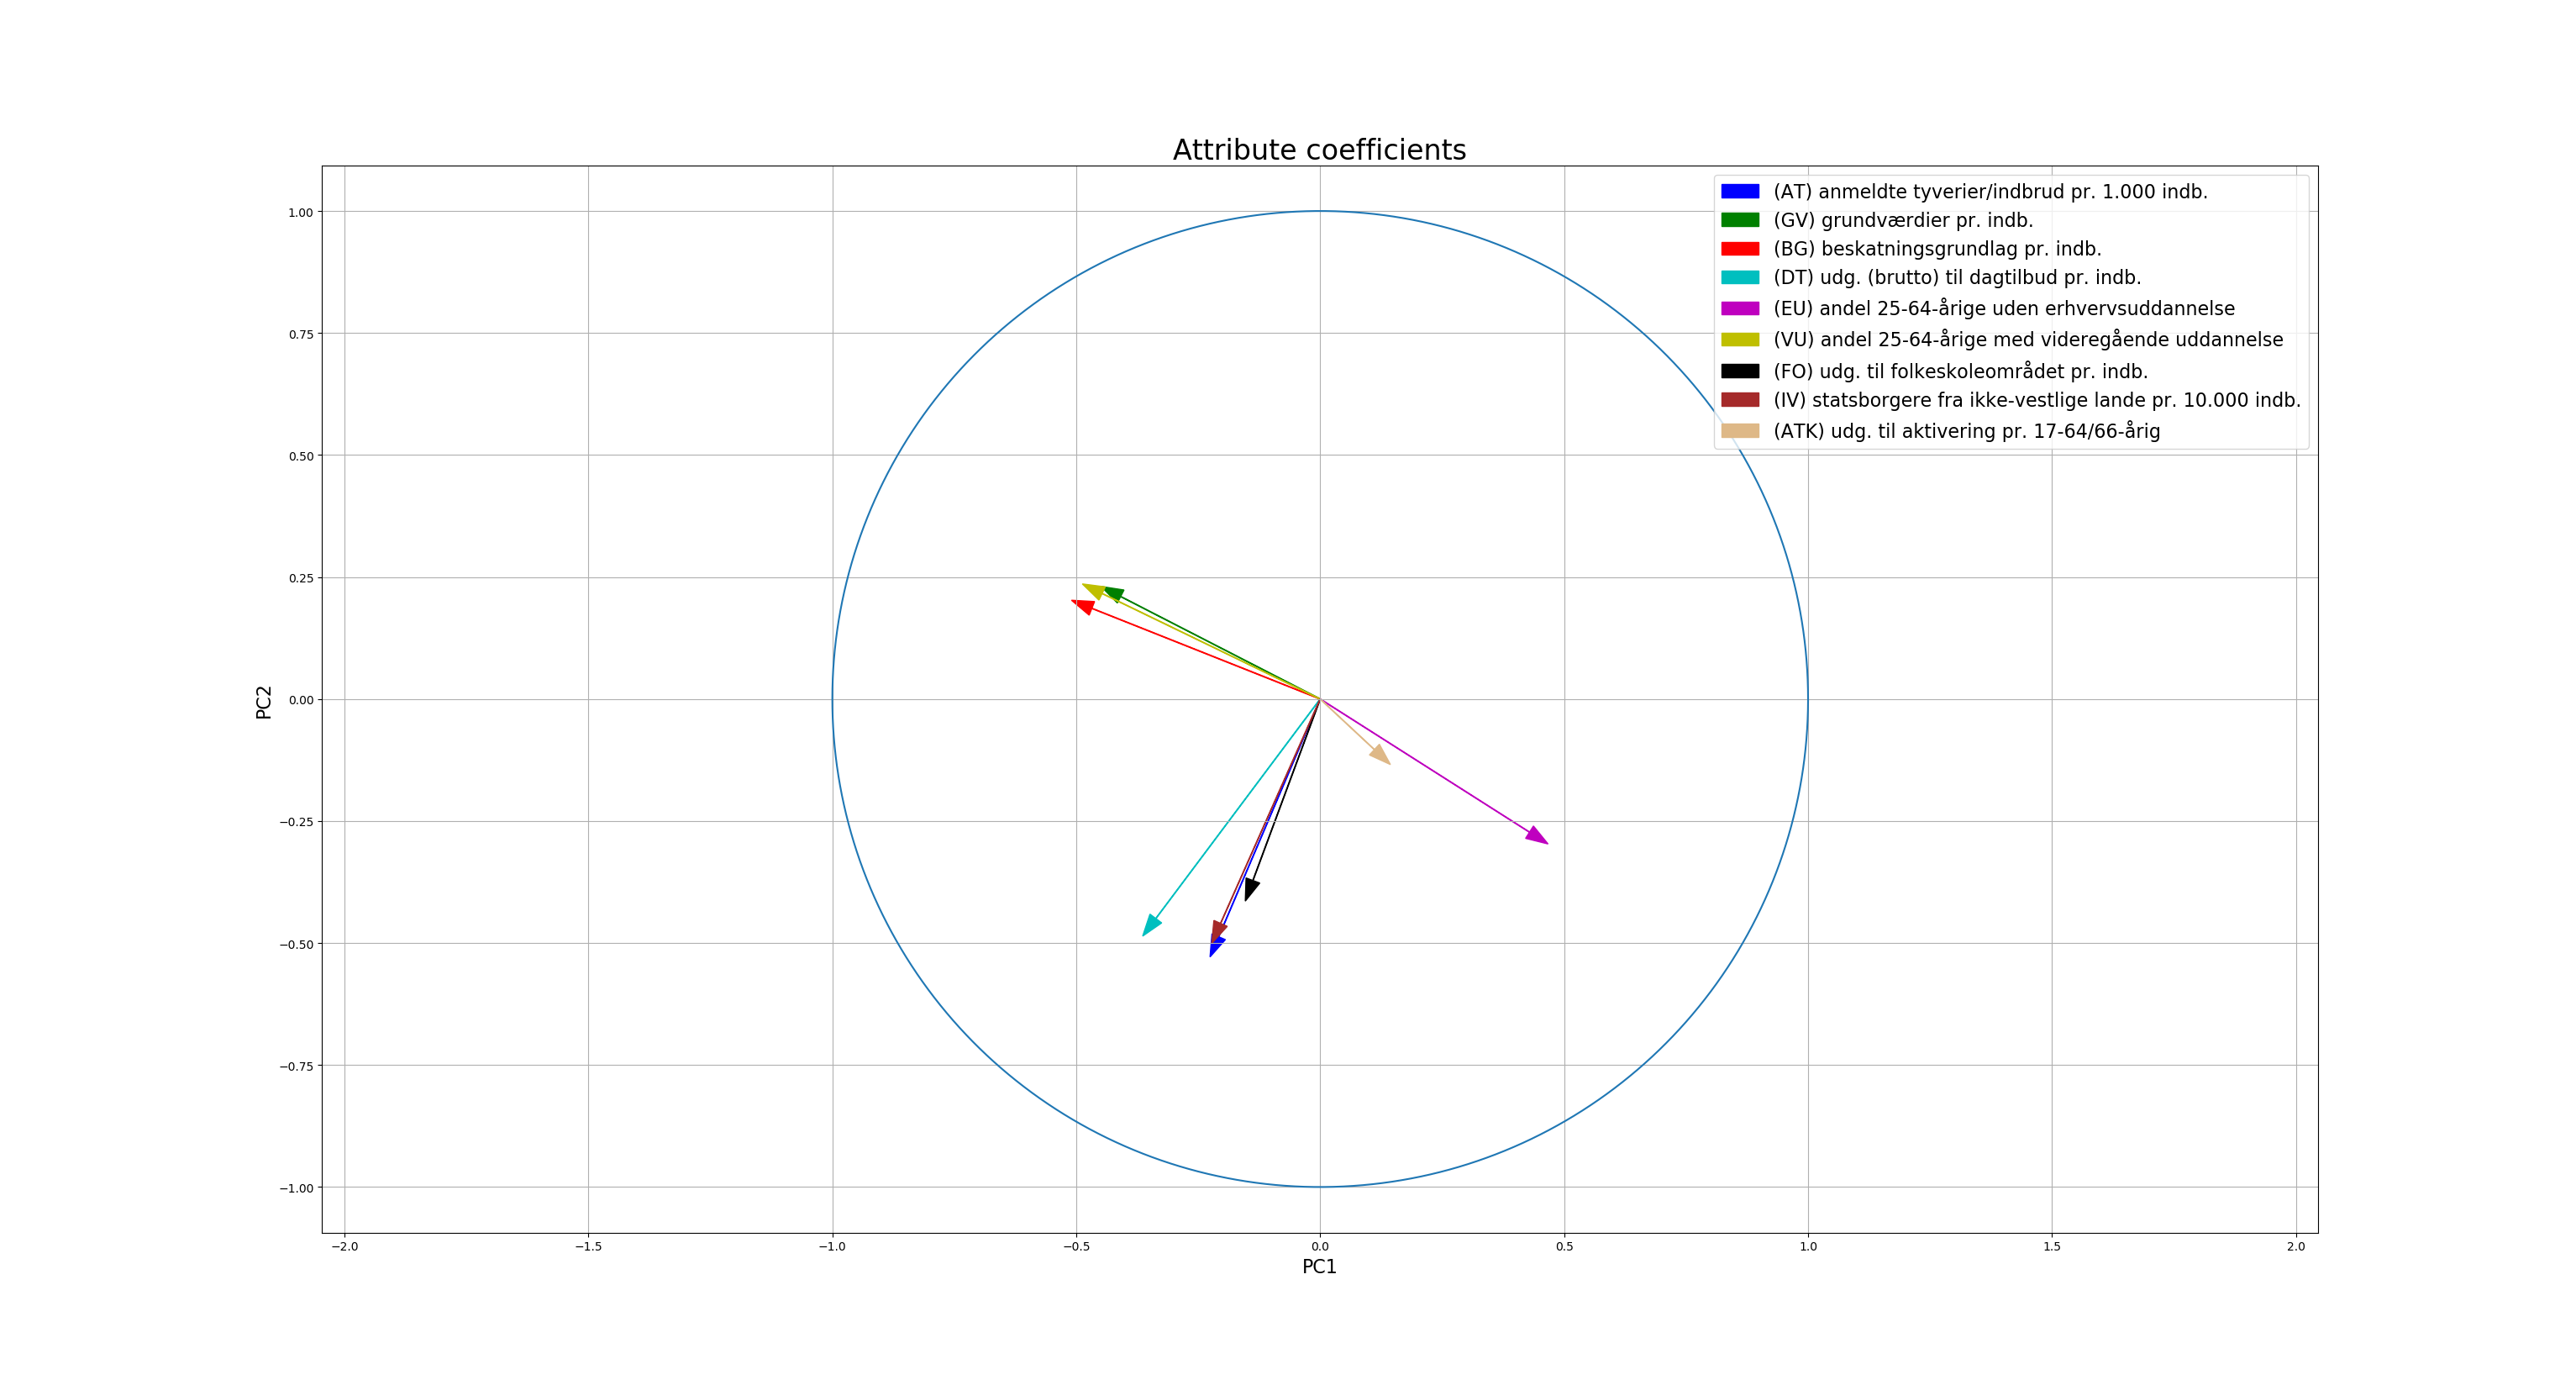 Attribute coefficients
(AT) anmeldte tyverier/indbrud pr. 1.000 indb.
(GV) grundværdier pr. indb.
(BG) beskatningsgrundlag pr. indb.
(DT) udg. (brutto) til dagtilbud pr. indb.
(EU) andel 25-64-årige uden erhvervsuddannelse
(VU) andel 25-64-årige med videregående uddannelse
(FO) udg. til folkeskoleområdet pr. indb.
(IV) statsborgere fra ikke-vestlige lande pr. 10.000 indb.
(ATK) udg. til aktivering pr. 17-64/66-årig
1.00
0.75
0.50
0.25
0.00
−0.25
−0.50
−0.75
−1.00
PC2
−2.0 −1.5 −1.0 −0.5 0.0 0.5 1.0 1.5 2.0
PC1